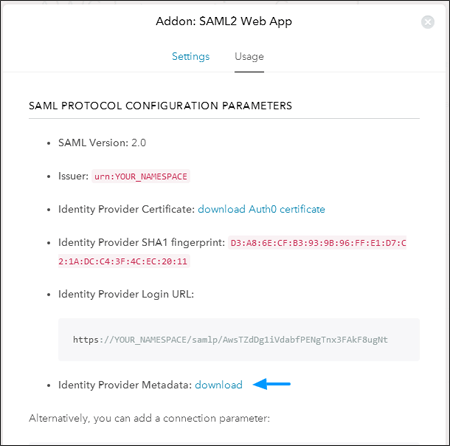 Addon: SAML2 Web App
Settings
Usage
SAML PROTOCOL CONFIGURATION PARAMETERS
SAML Version: 2.0
Issuer: urn:YOUR_NAMESPACE
Identity Provider Certificate: download Auth0 certificate
Identity Provider SHA1 fingerprint: D3:A8:6E:CF:B3:93:9B:96:FF:E1:D7:C
2:1A:DC:C4:3F:4C:EC:20:11
Identity Provider Login URL:
https://YOUR_NAMESPACE/samlp/AwsTZdDg1iVdabfPENgTnx3FAkF8ugNt
Identity Provider Metadata: download
Alternatively, you can add a connection parameter: